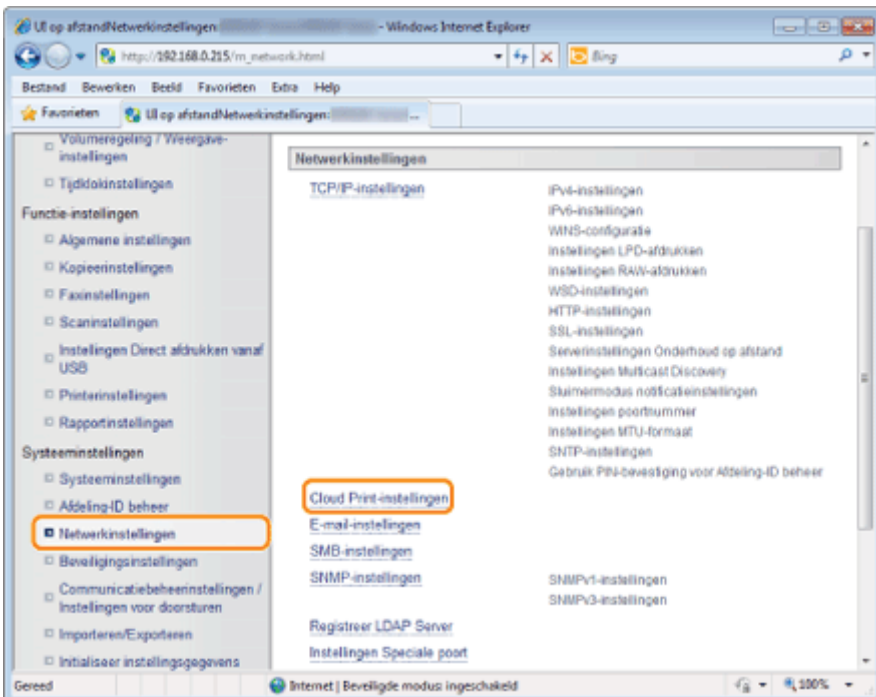 UI op afstandNetwerkinstellingen: - Windows Internet Explorer
http://192.168.0.215/m_network.html
Bing
Bestand Bewerken Beeld Favorieten Extra Help
Favorieten
UI op afstandNetwerkinstellingen: ...
Volumeregeling / Weergave-
instellingen
Tijdklokinstellingen
Functie-instellingen
Algemene instellingen
Kopieerinstellingen
Faxinstellingen
Scaninstellingen
Instellingen Direct afdrukken vanaf
USB
Printerinstellingen
Rapportinstellingen
Systeeminstellingen
Systeeminstellingen
Afdeling-ID beheer
Netwerkinstellingen
Beveiligingsinstellingen
Communicatiebeheerinstellingen /
Instellingen voor doorsturen
Importeren/Exporteren
Initialiseer instellingsgegevens
Netwerkinstellingen
TCP/IP-instellingen
IPv4-instellingen
IPv6-instellingen
WINS-configuratie
Instellingen LPD-afdrukken
Instellingen RAW-afdrukken
WSD-instellingen
HTTP-instellingen
SSL-instellingen
Serverinstellingen Onderhoud op afstand
Instellingen Multicast Discovery
Sluimermodus notificatieinstellingen
Instellingen poortnummer
Instellingen MTU-formaat
SNTP-instellingen
Gebruik PIN-bevestiging voor Afdeling-ID beheer
Cloud Print-instellingen
E-mail-instellingen
SMB-instellingen
SNMP-instellingen
SNMPv1-instellingen
SNMPv3-instellingen
Registreer LDAP Server
Instellingen Speciale poort
Gereed
Internet | Beveiligde modus: ingeschakeld
100%